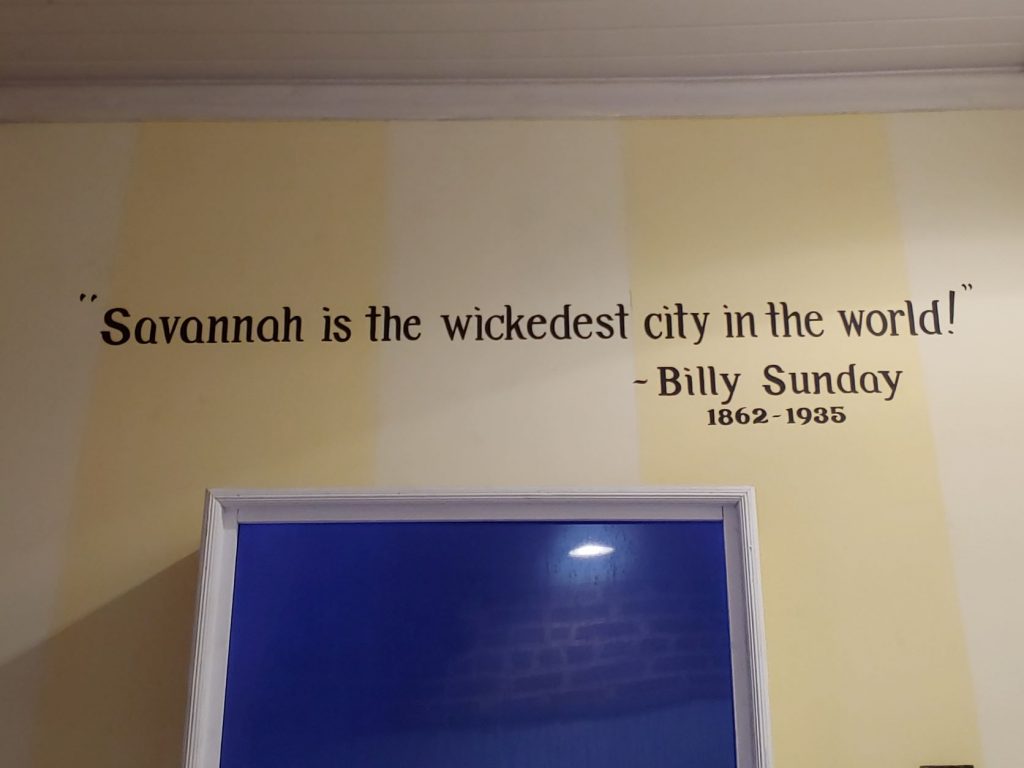 "Savannah is the wickedest city in the world!"
~Billy Sunday
1862-1935